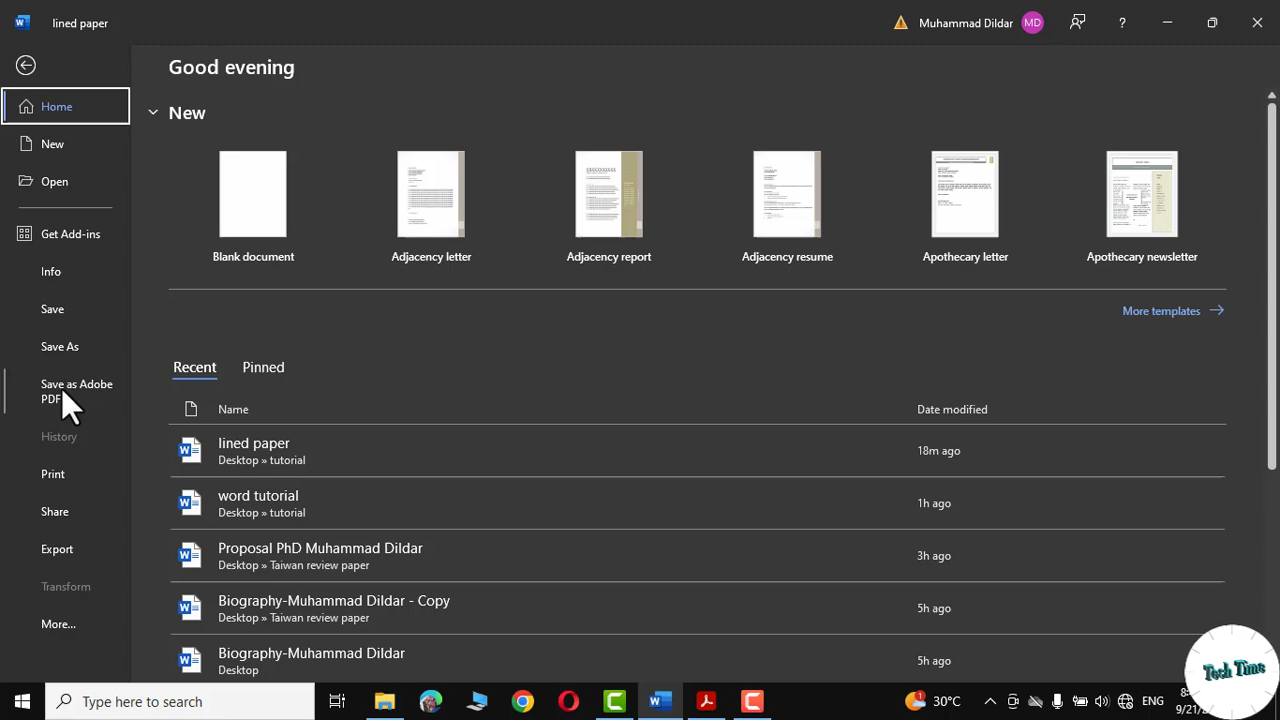 lined paper
Muhammad Dildar
MD
?
Good evening
Home
New
New
Open
Get Add-ins
Info
Save
Save As
Save as Adobe
PDF
History
Print
Share
Export
Transform
More...
Blank document
Adjacency letter
Adjacency report
Adjacency resume
Apothecary letter
Apothecary newsletter
More templates
Recent
Pinned
Name
Date modified
lined paper
Desktop » tutorial
18m ago
word tutorial
Desktop » tutorial
1h ago
Proposal PhD Muhammad Dildar
Desktop » Taiwan review paper
3h ago
Biography-Muhammad Dildar - Copy
Desktop » Taiwan review paper
5h ago
Biography-Muhammad Dildar
Desktop
5h ago
Type here to search
1
30°C
ENG
Tech Time